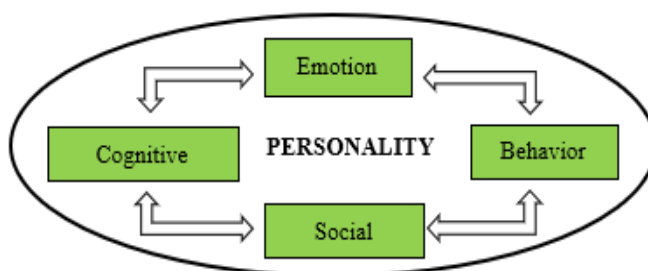 Emotion
Cognitive
PERSONALITY
Behavior
Social